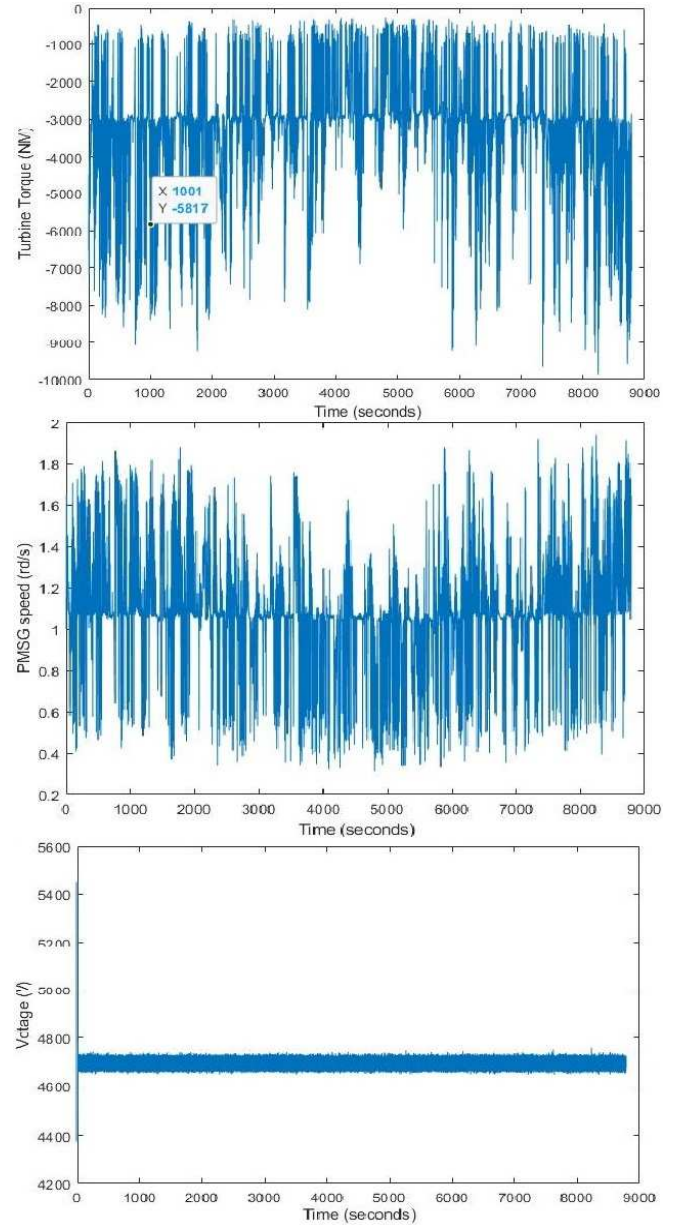 0
-1000
-2000
-3000
-4000
-5000
-6000
-7000
-8000
-9000
-10000
Turbine Torque (NM)
X 1001
Y -5817
0 1000 2000 3000 4000 5000 6000 7000 8000 9000
Time (seconds)
2
1.8
1.6
1.4
1.2
1
0.8
0.6
0.4
0.2
PMSG speed (rd/s)
0 1000 2000 3000 4000 5000 6000 7000 8000 9000
Time (seconds)
5600
5400
5200
5000
4800
4600
4400
4200
Voltage (V)
0 1000 2000 3000 4000 5000 6000 7000 8000 9000
Time (seconds)